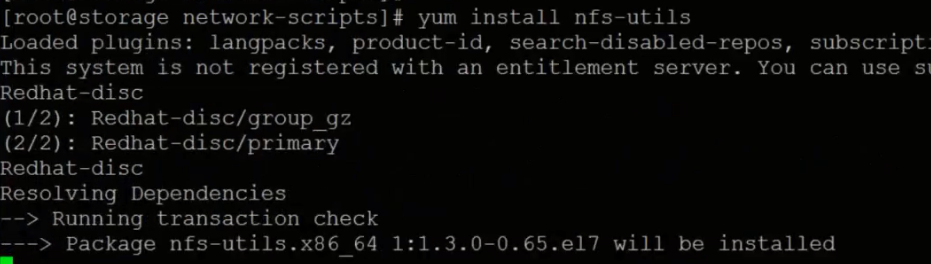 [root@storage network-scripts]# yum install nfs-utils
Loaded plugins: langpacks, product-id, search-disabled-repos,
This system is not registered with an entitlement server. You can use
Redhat-disc
(1/2): Redhat-disc/group_gz
(2/2): Redhat-disc/primary
Redhat-disc
Resolving Dependencies
--> Running transaction check
---> Package nfs-utils.x86_64 1:1.3.0-0.65.el7 will be installed